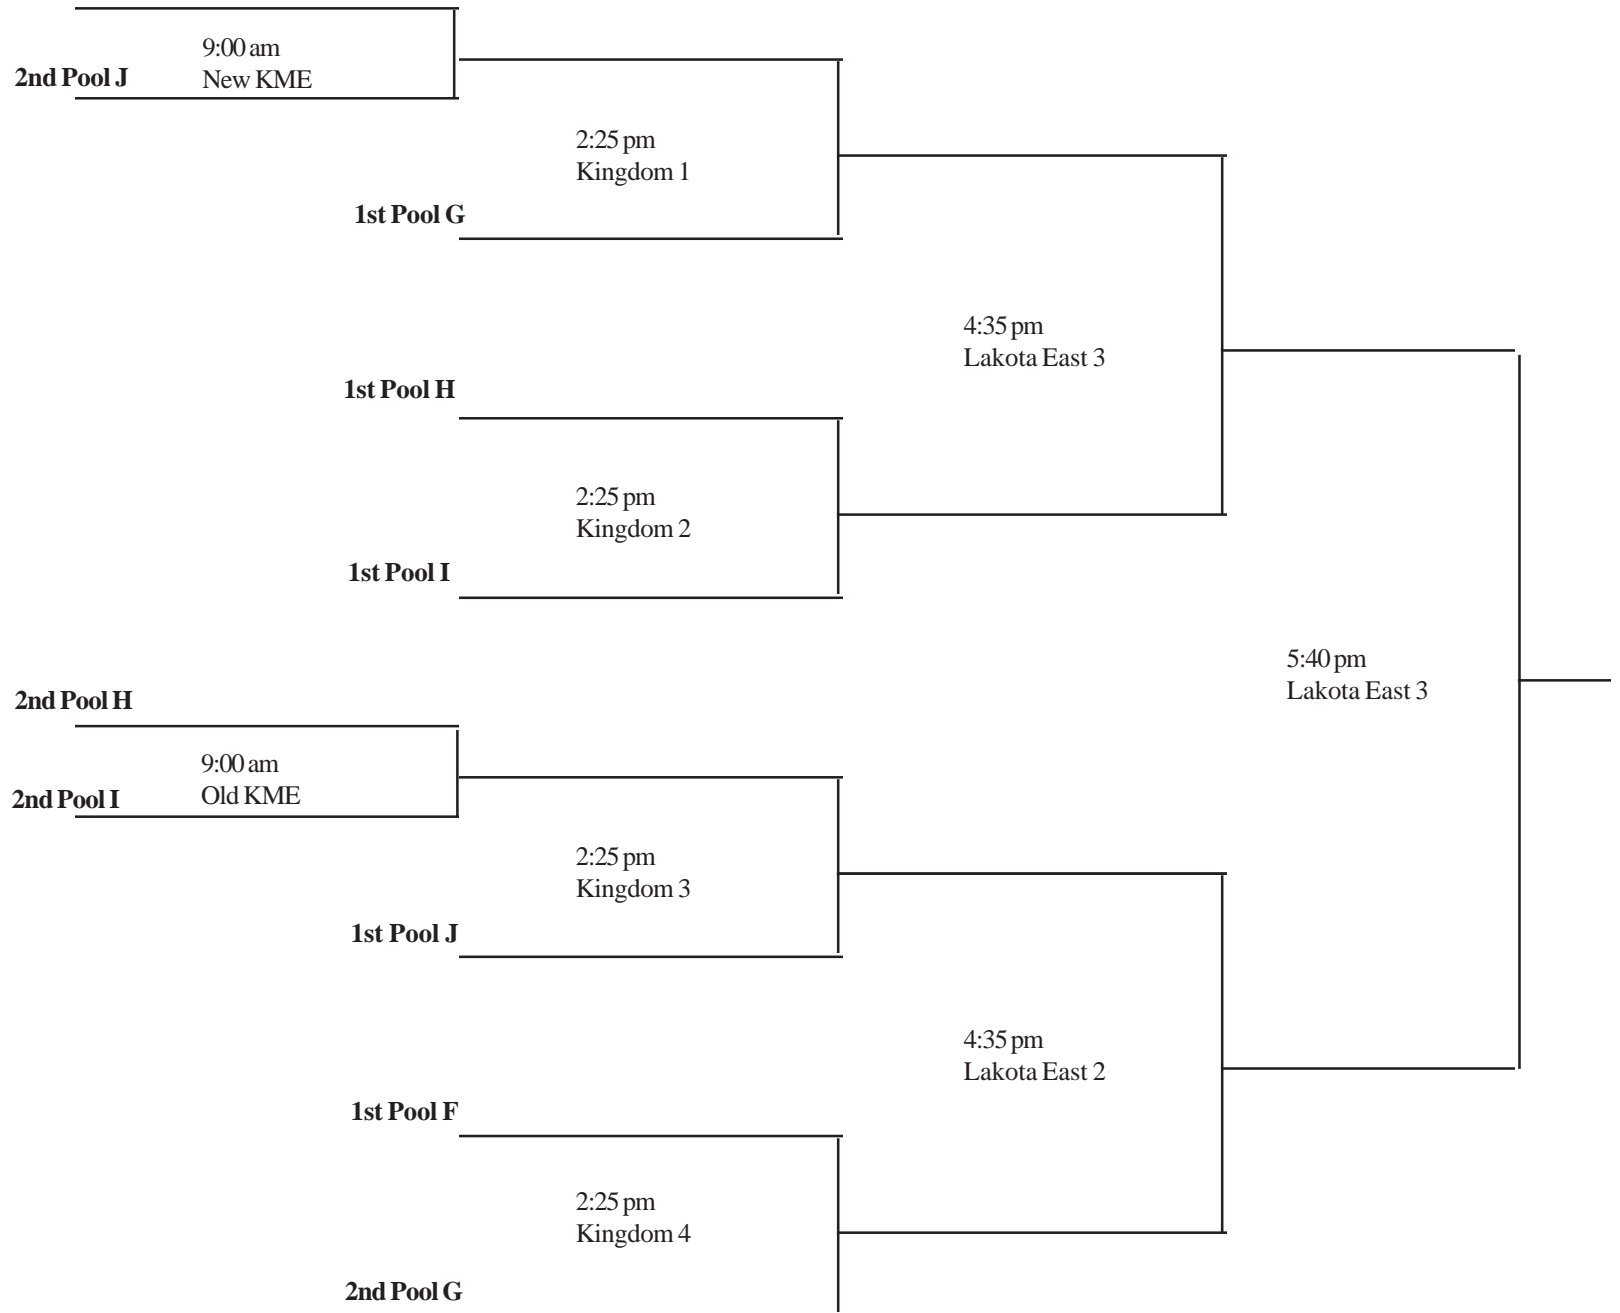 9:00 am
New KME
2nd Pool J
2:25 pm
Kingdom 1
1st Pool G
4:35 pm
Lakota East 3
1st Pool H
2:25 pm
Kingdom 2
1st Pool I
5:40 pm
Lakota East 3
2nd Pool H
9:00 am
Old KME
2nd Pool I
2:25 pm
Kingdom 3
1st Pool J
4:35 pm
Lakota East 2
1st Pool F
2:25 pm
Kingdom 4
2nd Pool G